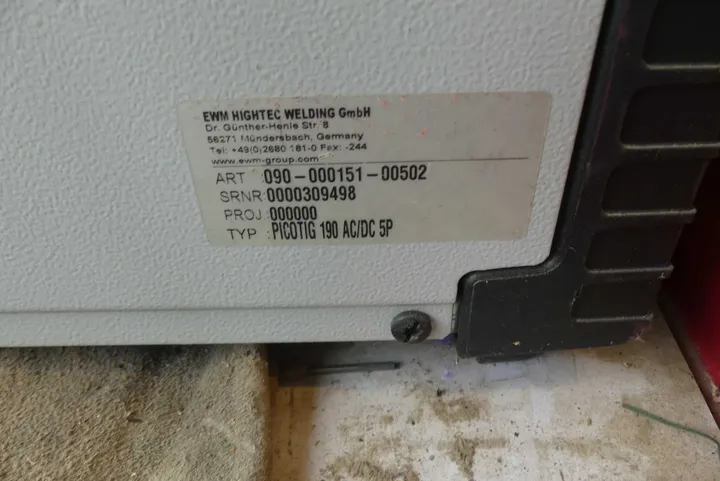 EWM HIGHTEC WELDING GmbH
Dr. Günther-Henle Str. 8
56271 Mündersbach, Germany
Tel: +49(0)2680 181-0 Fax: -244
www.ewm-group.com
ART :090-000151-00502
SRNR:0000309498
PROJ:000000
TYP :PICOTIG 190 AC/DC 5P